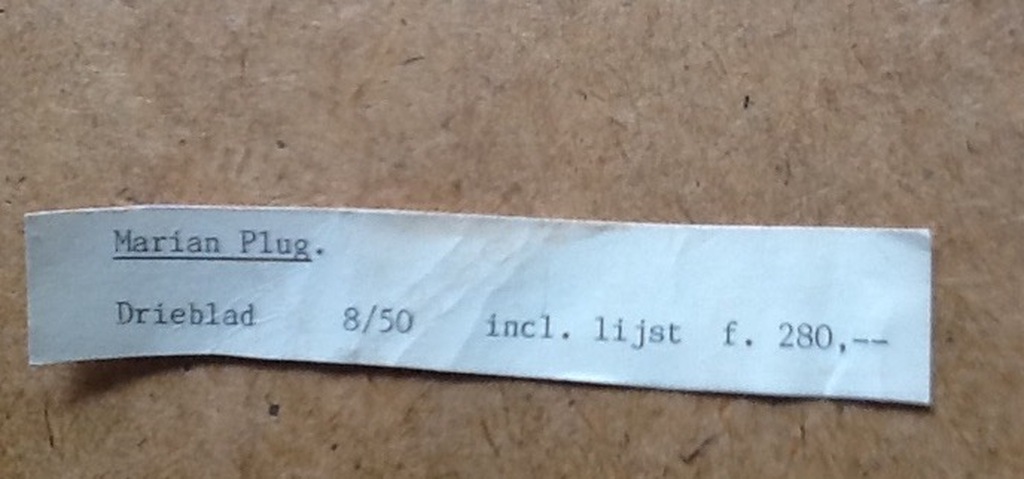 Marian Plug.
Drieblad 8/50 incl. lijst f. 280,--